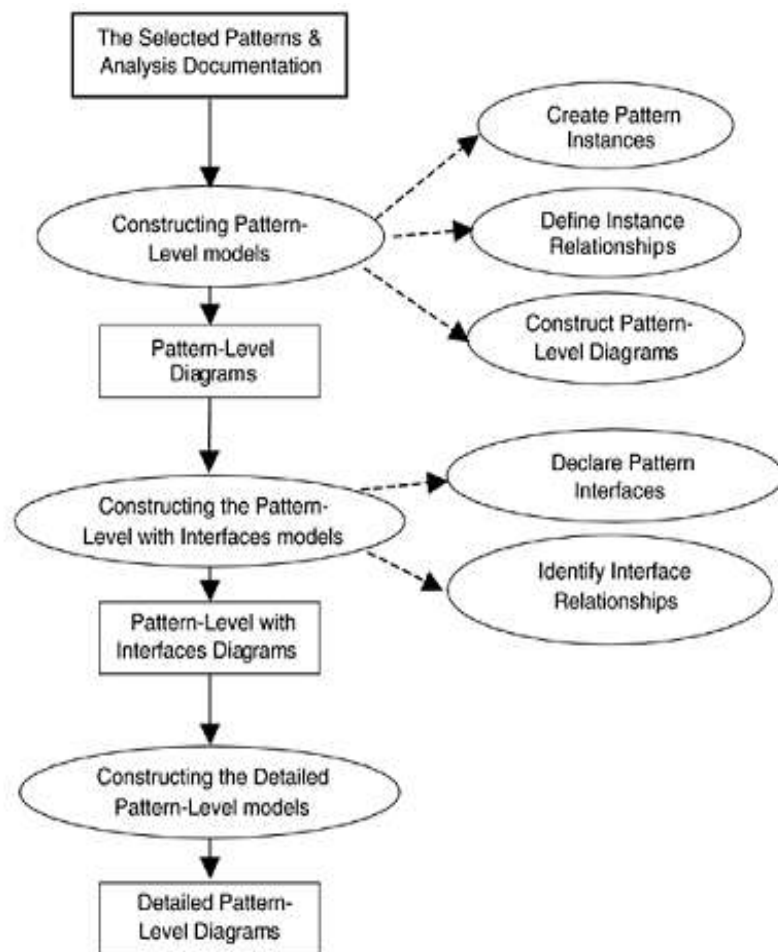 The Selected Patterns &
Analysis Documentation
Create Pattern
Instances
Constructing Pattern-
Level models
Define Instance
Relationships
Construct Pattern-
Level Diagrams
Pattern-Level
Diagrams
Declare Pattern
Interfaces
Constructing the Pattern-
Level with Interfaces models
Identify Interface
Relationships
Pattern-Level with
Interfaces Diagrams
Constructing the Detailed
Pattern-Level models
Detailed Pattern-
Level Diagrams